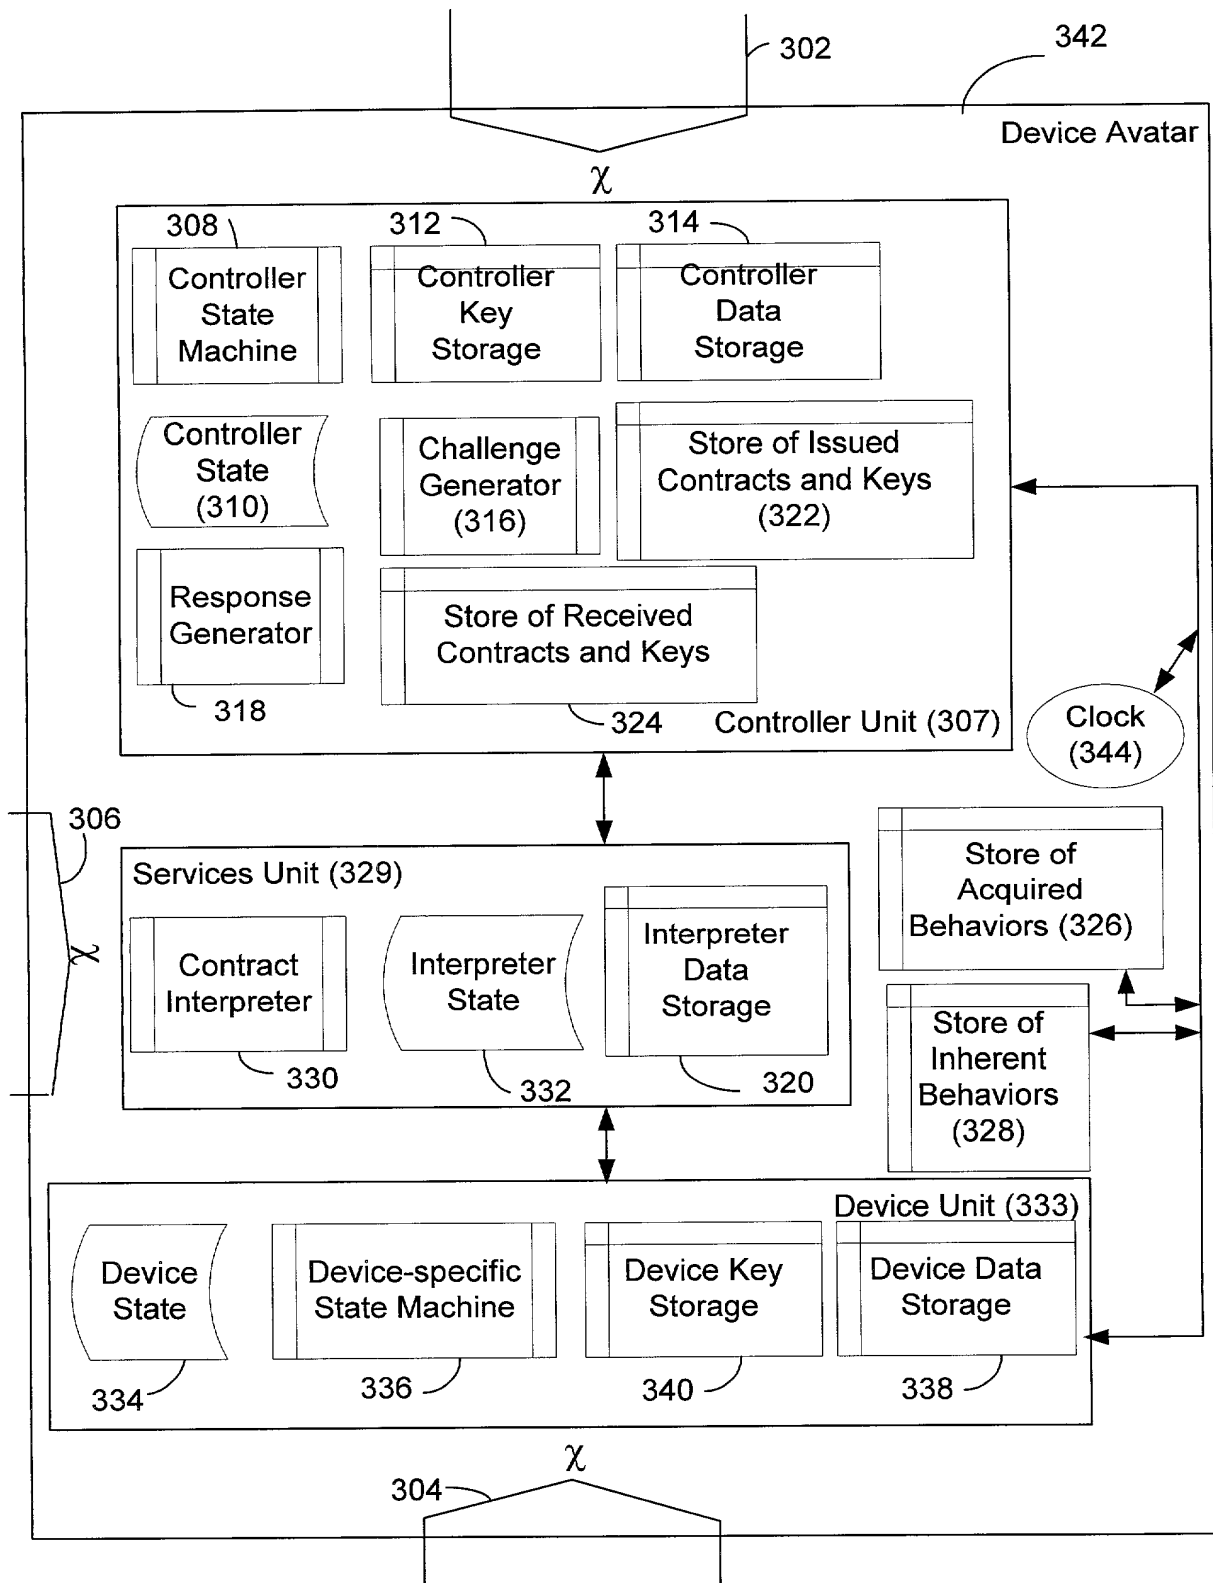 302
342
Device Avatar
χ
308
312
314
Controller
State
Machine
Controller
Key
Storage
Controller
Data
Storage
Controller
State
(310)
Challenge
Generator
(316)
Store of Issued
Contracts and Keys
(322)
Response
Generator
318
Store of Received
Contracts and Keys
324
Controller Unit (307)
Clock
(344)
306
χ
Services Unit (329)
Contract
Interpreter
330
Interpreter
State
332
Interpreter
Data
Storage
320
Store of
Acquired
Behaviors (326)
Store of
Inherent
Behaviors
(328)
Device Unit (333)
Device
State
334
Device-specific
State Machine
336
Device Key
Storage
340
Device Data
Storage
338
χ
304